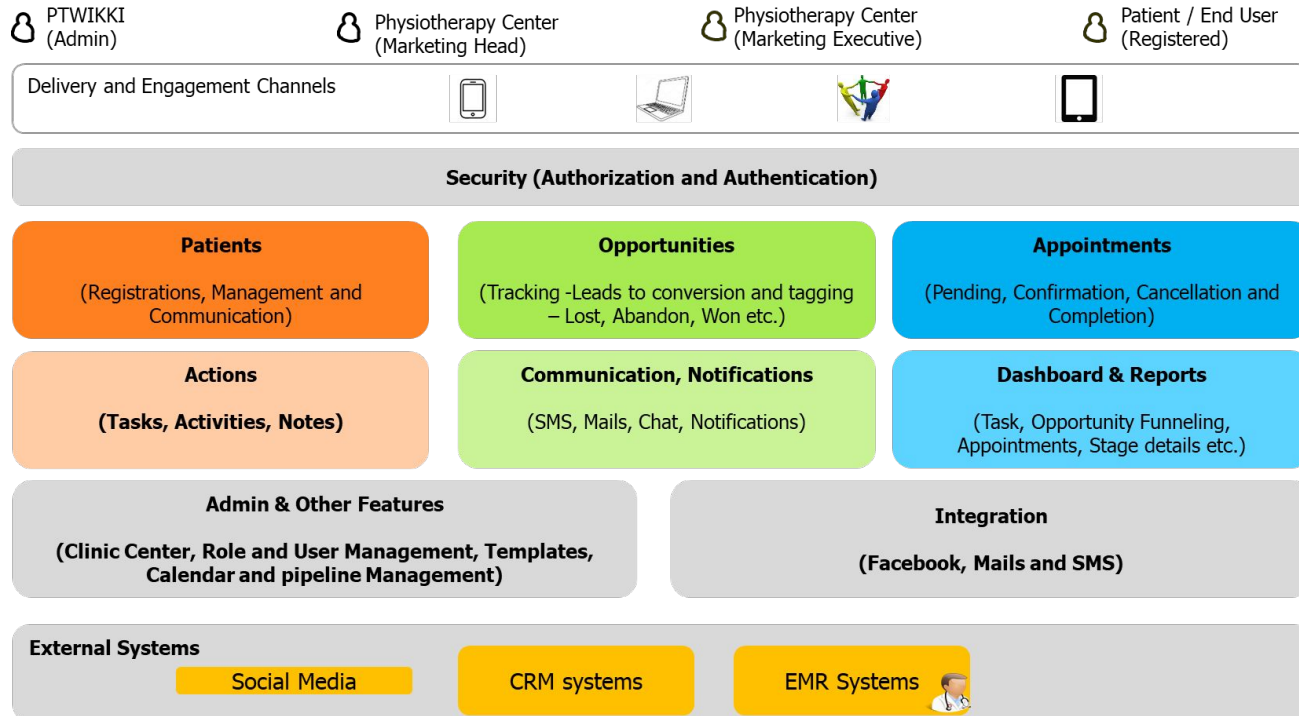 PTWIKKI
(Admin)
Physiotherapy Center
(Marketing Head)
Physiotherapy Center
(Marketing Executive)
Patient / End User
(Registered)
Delivery and Engagement Channels
Security (Authorization and Authentication)
Patients
(Registrations, Management and
Communication)
Opportunities
(Tracking -Leads to conversion and tagging
– Lost, Abandon, Won etc.)
Appointments
(Pending, Confirmation, Cancellation and
Completion)
Actions
(Tasks, Activities, Notes)
Communication, Notifications
(SMS, Mails, Chat, Notifications)
Dashboard & Reports
(Task, Opportunity Funneling,
Appointments, Stage details etc.)
Admin & Other Features
(Clinic Center, Role and User Management, Templates,
Calendar and pipeline Management)
Integration
(Facebook, Mails and SMS)
External Systems
Social Media
CRM systems
EMR Systems